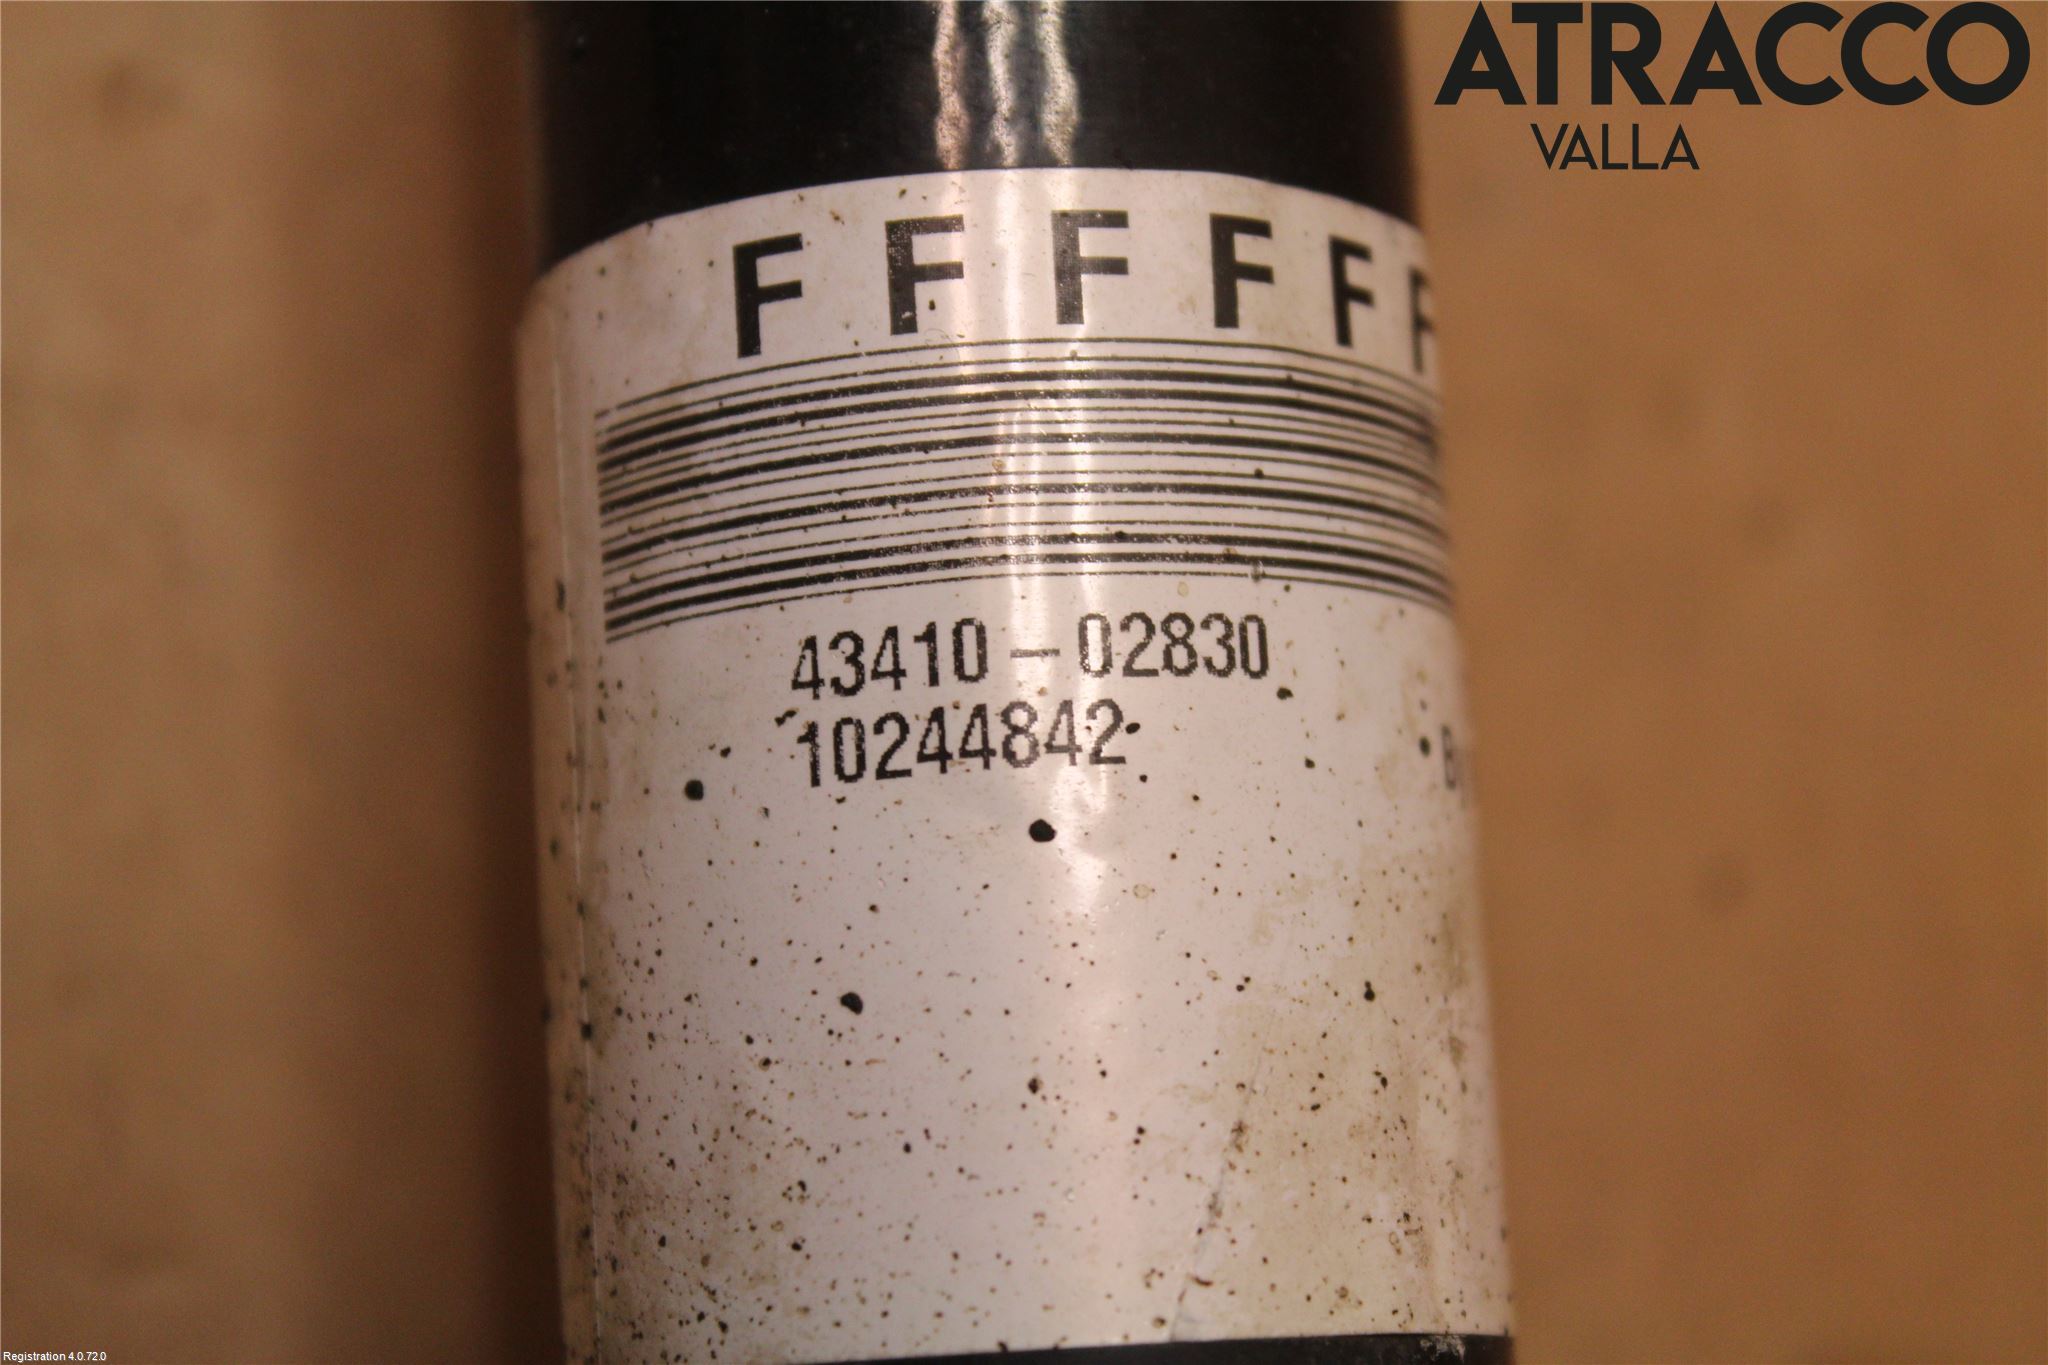 ATRACCO
VALLA
F F F F F F
43410-02830
10244842
Registration 4.0.72.0